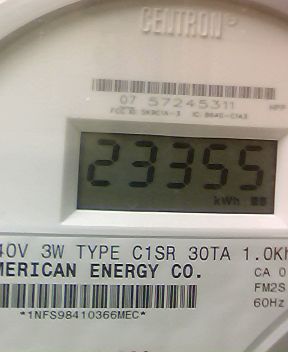 CENTRON®
07 57245311
23355
kWh
40V 3W TYPE C1SR 30TA 1.0Kh
MERICAN ENERGY CO.
CA 0
FM2S
60Hz
*1NFS98410366MEC*